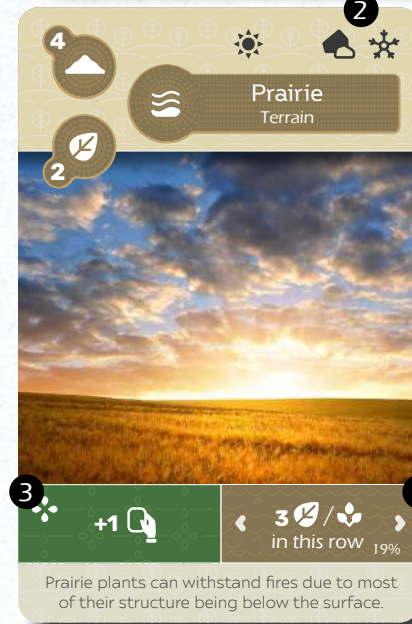 2
4
Prairie
Terrain
2
3
+1
3 /
in this row 19%
Prairie plants can withstand fires due to most
of their structure being below the surface.